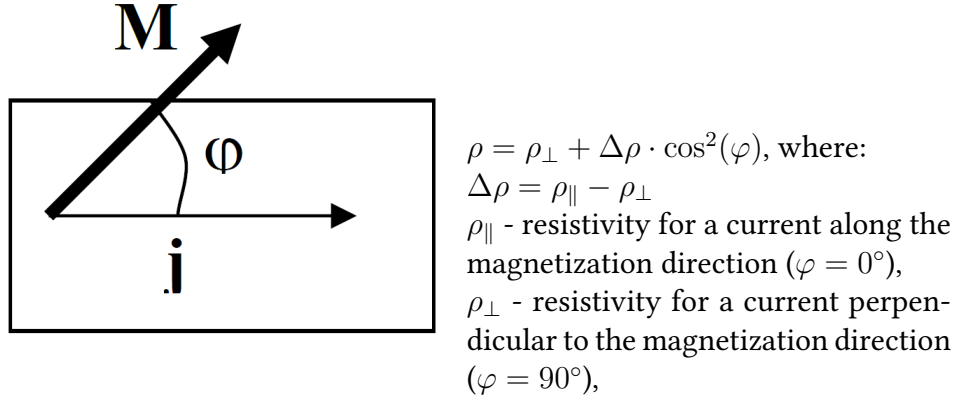 M
φ
j
ρ = ρ⊥ + Δρ · cos²(φ), where:
Δρ = ρ∥ − ρ⊥
ρ∥ - resistivity for a current along the
magnetization direction (φ = 0°),
ρ⊥ - resistivity for a current perpen-
dicular to the magnetization direction
(φ = 90°),